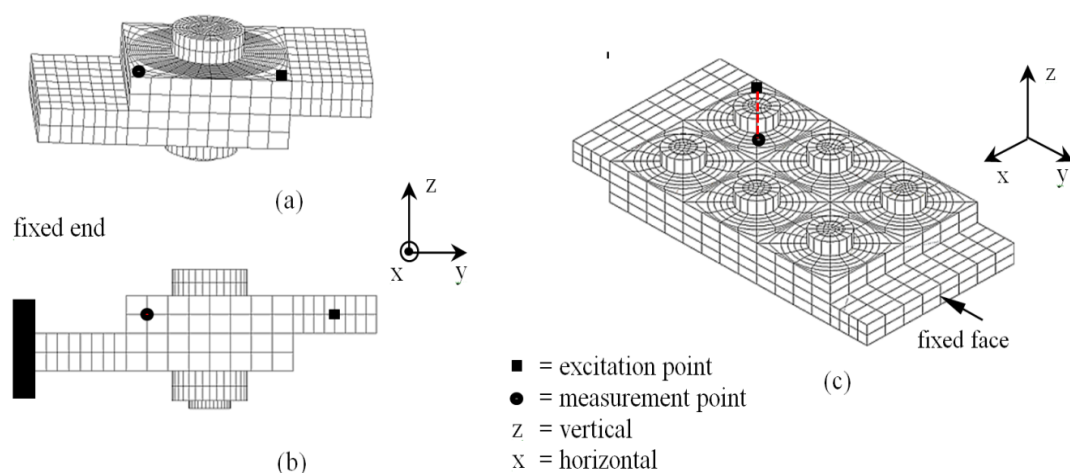 (a)
fixed end
z
x
y
(b)
z
x
y
fixed face
(c)
■ = excitation point
● = measurement point
z = vertical
x = horizontal